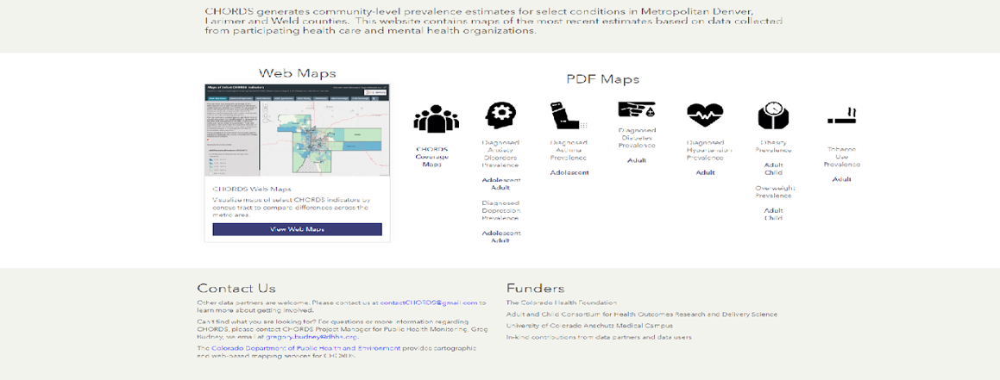 CHORDS generates community-level prevalence estimates for select conditions in Metropolitan Denver,
Larimer and Weld counties. This website contains maps of the most recent estimates based on data collected
from participating health care and mental health organizations.
Web Maps
Maps of Select CHORDS Indicators
CHORDS Web Maps
Visualize maps of select CHORDS indicators by
census tract to compare differences across the
metro area.
View Web Maps
PDF Maps
CHORDS
Coverage
Maps
Diagnosed
Anxiety
Disorders
Prevalence
Adolescent
Adult
Diagnosed
Depression
Prevalence
Adolescent
Adult
Diagnosed
Asthma
Prevalence
Adolescent
Diagnosed
Diabetes
Prevalence
Adult
Diagnosed
Hypertension
Prevalence
Adult
Obesity
Prevalence
Adult
Child
Overweight
Prevalence
Adult
Child
Tobacco
Use
Prevalence
Adult
Contact Us
Other data partners are welcome. Please contact us at contactCHORDS@gmail.com to
learn more about getting involved.
Can't find what you are looking for? For questions or more information regarding
CHORDS, please contact CHORDS Project Manager for Public Health Monitoring, Greg
Budney, via email at gregory.budney@dhha.org.
The Colorado Department of Public Health and Environment provides cartographic
and web-based mapping services for CHORDS.
Funders
The Colorado Health Foundation
Adult and Child Consortium for Health Outcomes Research and Delivery Science
University of Colorado Anschutz Medical Campus
In-kind contributions from data partners and data users